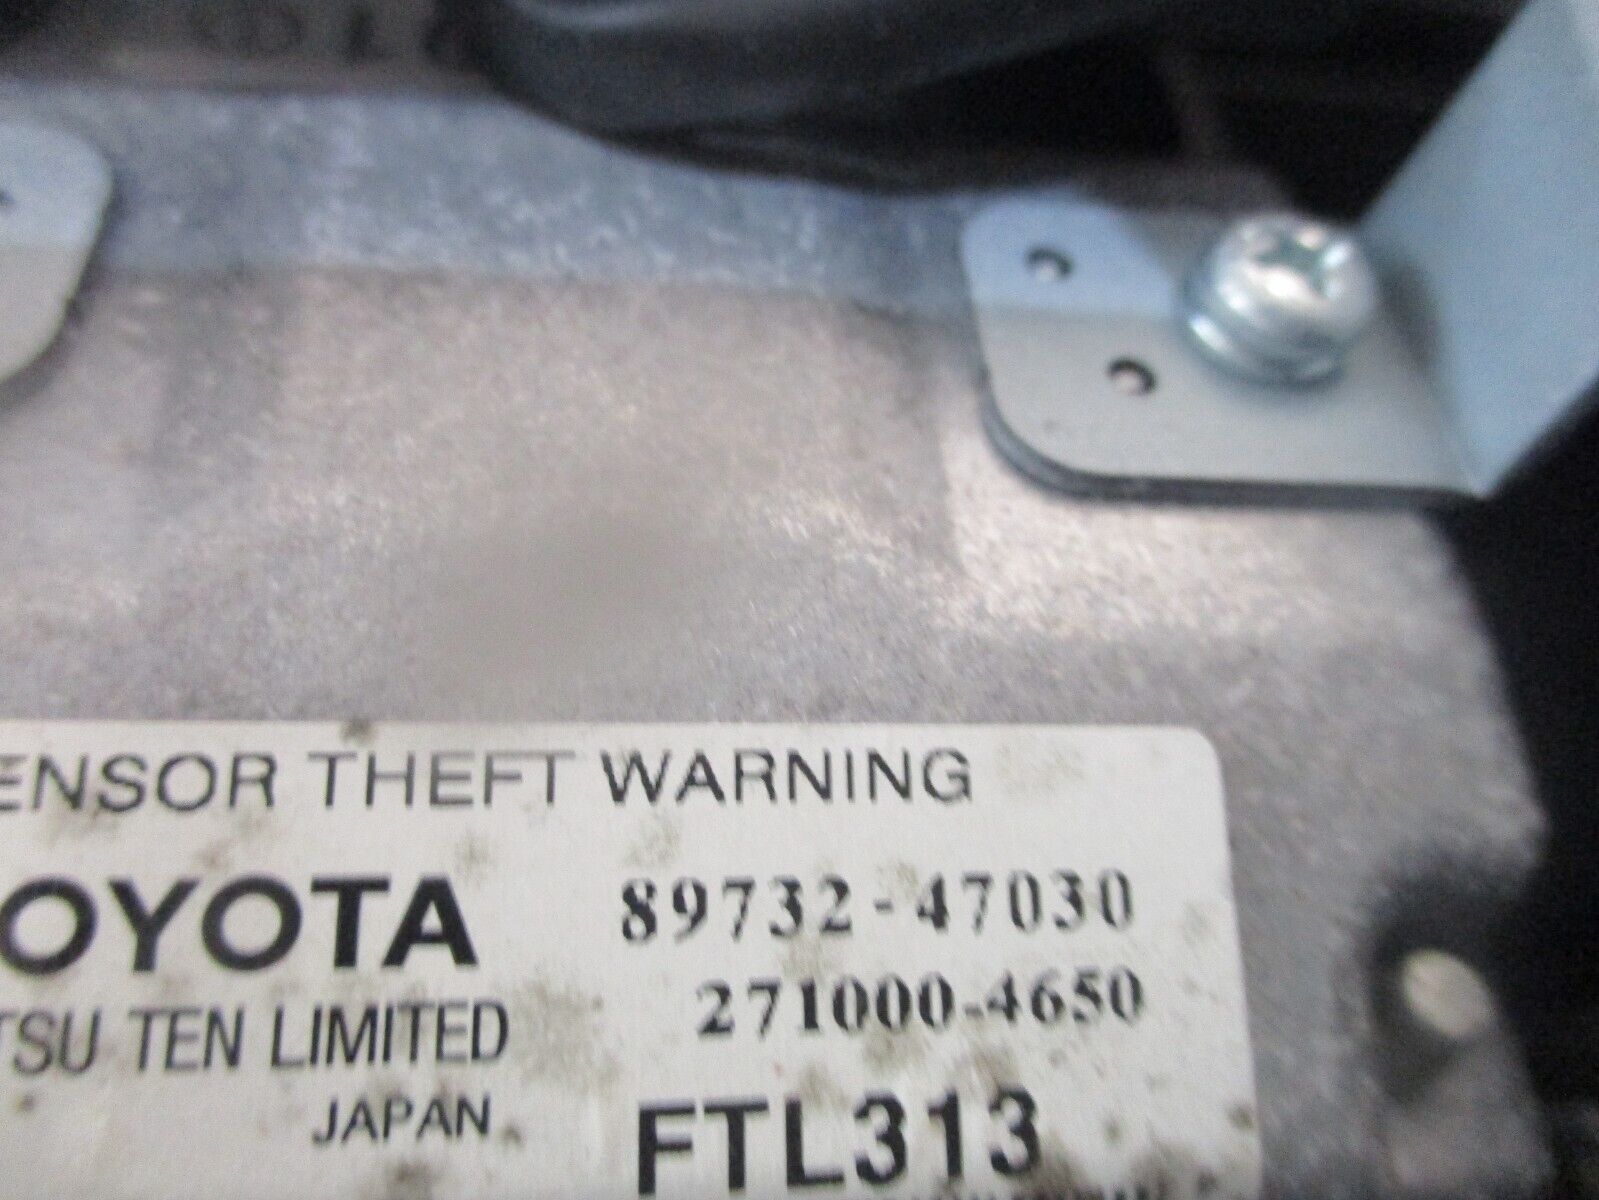 ENSOR THEFT WARNING
OYOTA 89732-47030
TSU TEN LIMITED 271000-4650
JAPAN FTL313